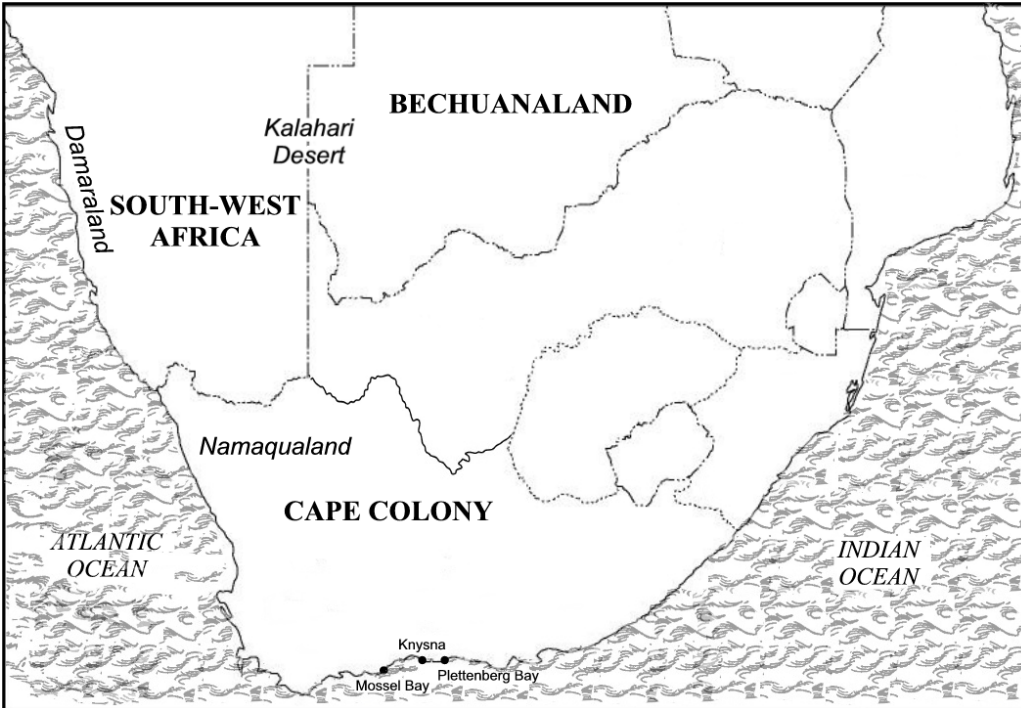 BECHUANALAND
Kalahari
Desert
Damaraland
SOUTH-WEST
AFRICA
Namaqualand
CAPE COLONY
ATLANTIC
OCEAN
INDIAN
OCEAN
Knysna
Plettenberg Bay
Mossel Bay